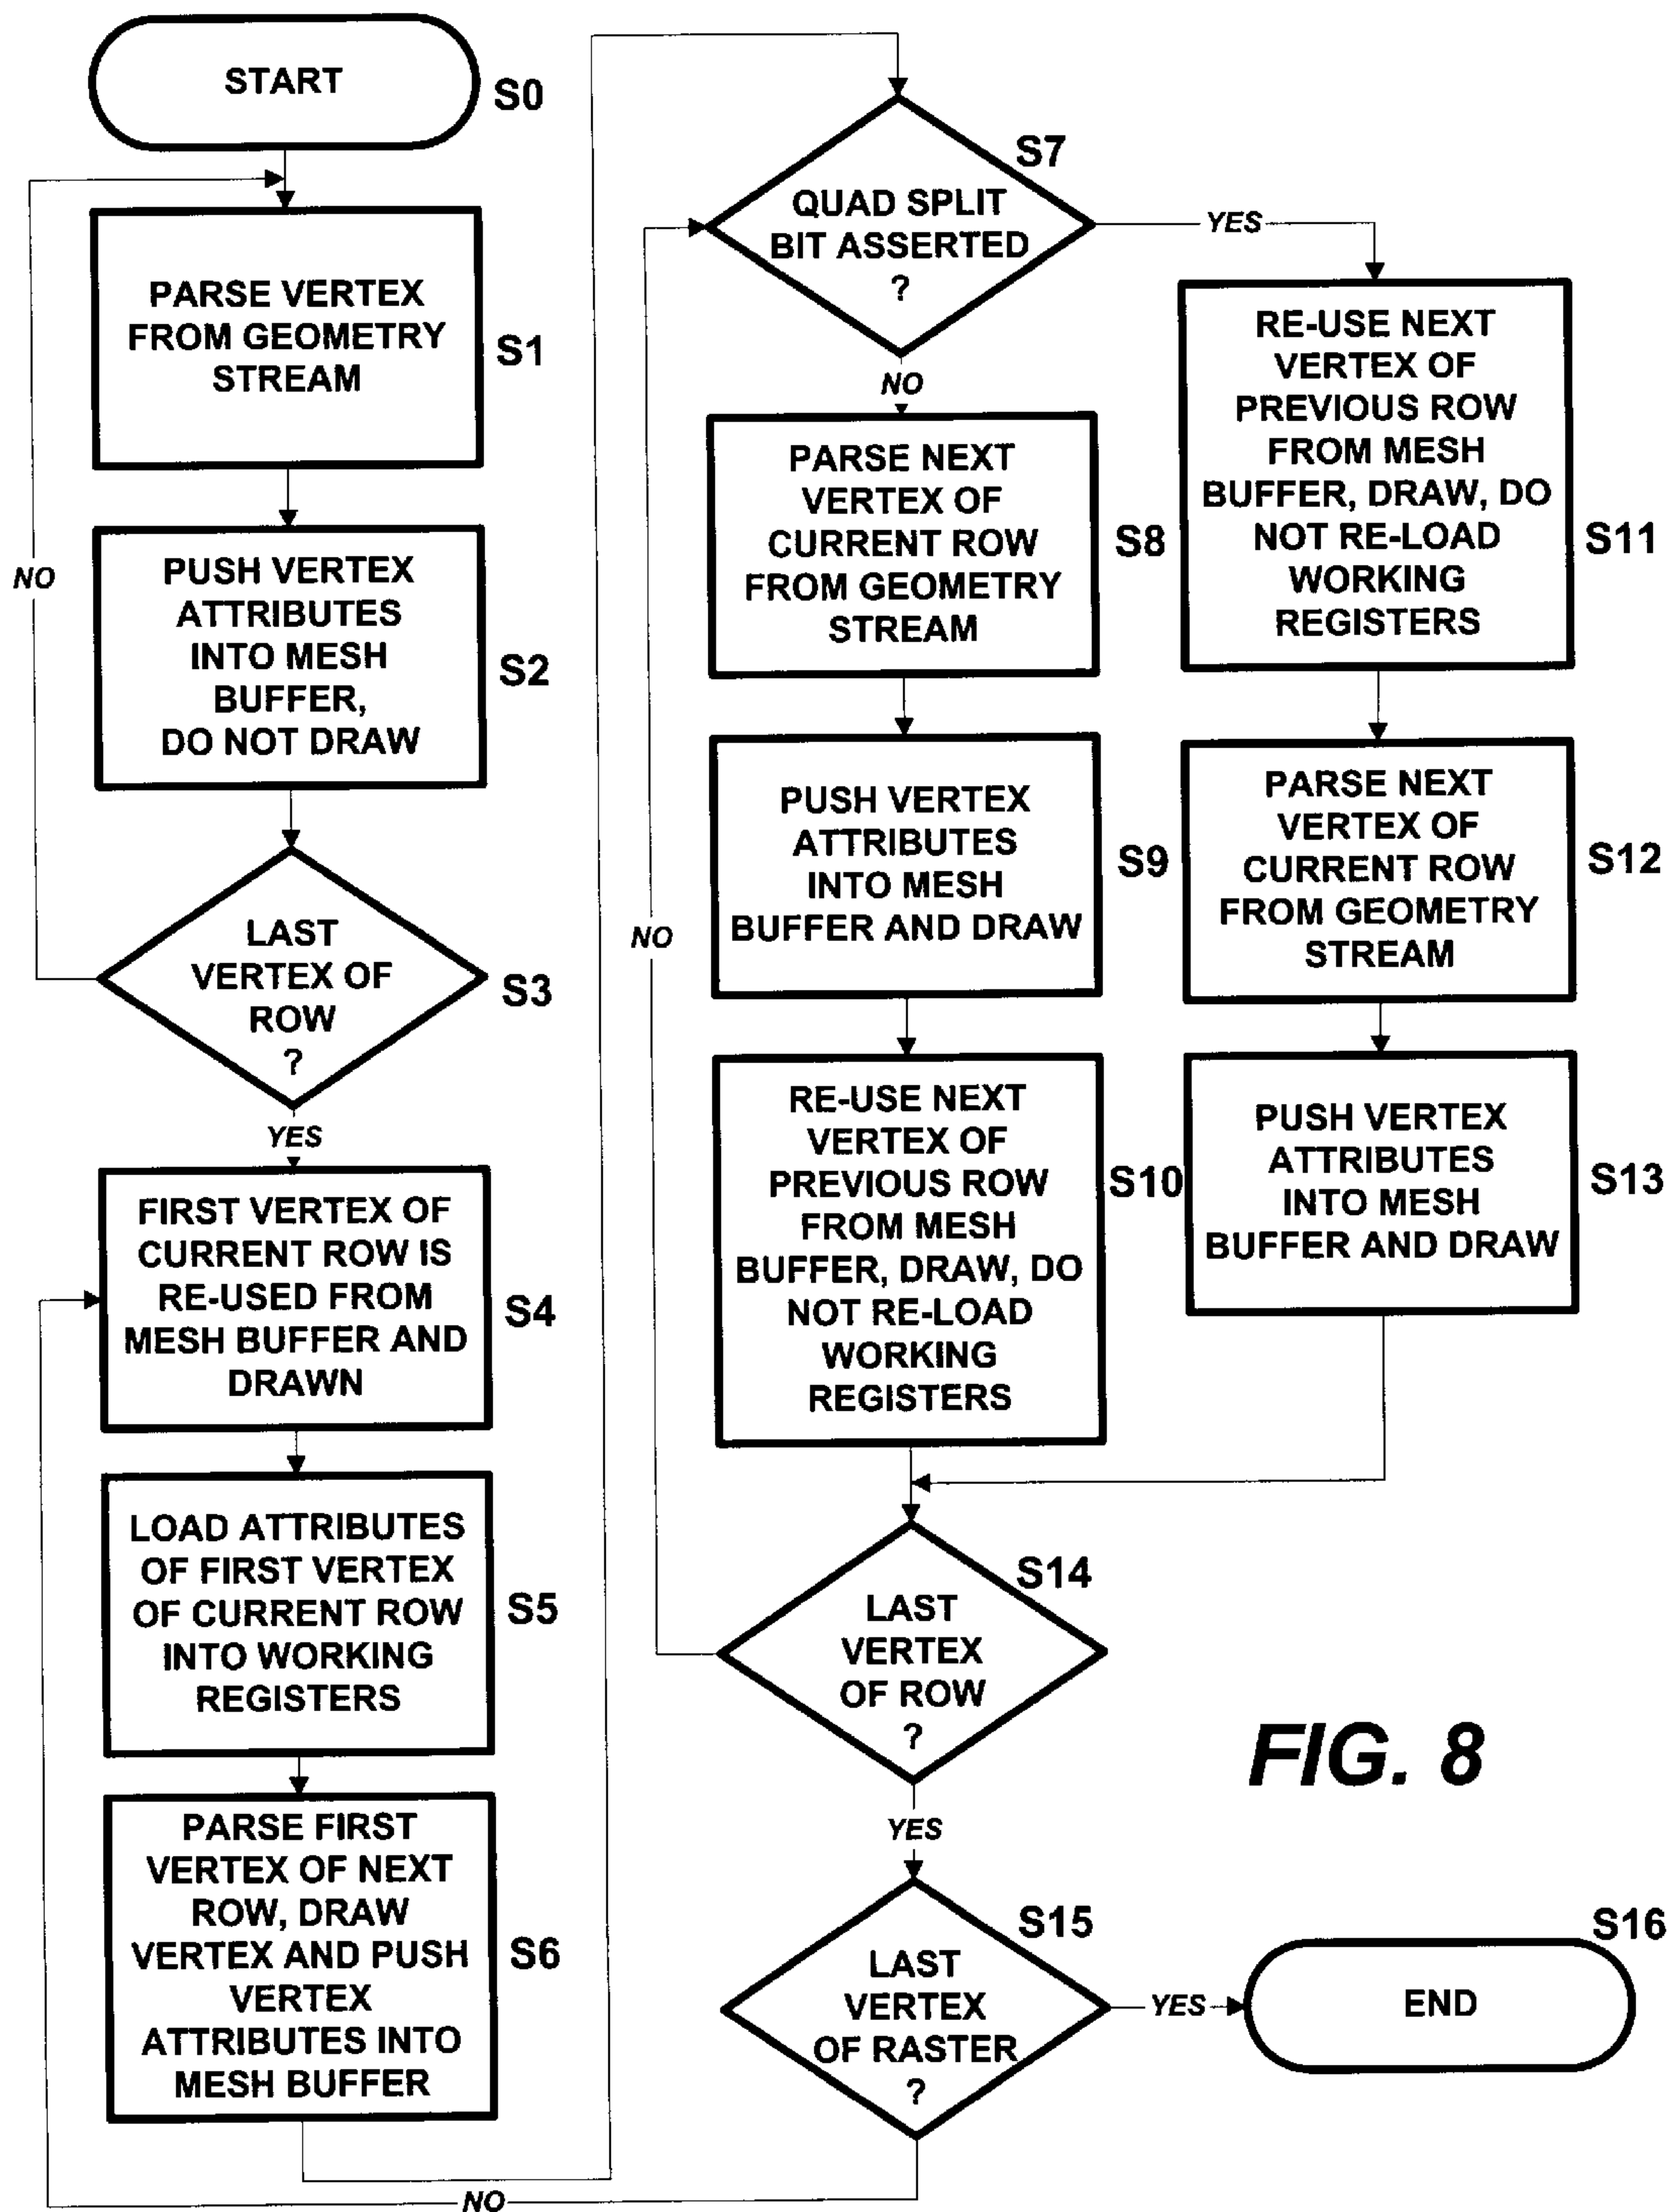 START
S0
PARSE VERTEX
FROM GEOMETRY
STREAM
S1
PUSH VERTEX
ATTRIBUTES
INTO MESH
BUFFER,
DO NOT DRAW
S2
NO
LAST
VERTEX OF
ROW
?
S3
YES
FIRST VERTEX OF
CURRENT ROW IS
RE-USED FROM
MESH BUFFER AND
DRAWN
S4
LOAD ATTRIBUTES
OF FIRST VERTEX
OF CURRENT ROW
INTO WORKING
REGISTERS
S5
PARSE FIRST
VERTEX OF NEXT
ROW, DRAW
VERTEX AND PUSH
VERTEX
ATTRIBUTES INTO
MESH BUFFER
S6
QUAD SPLIT
BIT ASSERTED
?
S7
YES
NO
PARSE NEXT
VERTEX OF
CURRENT ROW
FROM GEOMETRY
STREAM
S8
PUSH VERTEX
ATTRIBUTES
INTO MESH
BUFFER AND DRAW
S9
NO
RE-USE NEXT
VERTEX OF
PREVIOUS ROW
FROM MESH
BUFFER, DRAW, DO
NOT RE-LOAD
WORKING
REGISTERS
S10
RE-USE NEXT
VERTEX OF
PREVIOUS ROW
FROM MESH
BUFFER, DRAW, DO
NOT RE-LOAD
WORKING
REGISTERS
S11
PARSE NEXT
VERTEX OF
CURRENT ROW
FROM GEOMETRY
STREAM
S12
PUSH VERTEX
ATTRIBUTES
INTO MESH
BUFFER AND DRAW
S13
LAST
VERTEX
OF ROW
?
S14
YES
LAST
VERTEX
OF RASTER
?
S15
YES
END
S16
NO
FIG. 8